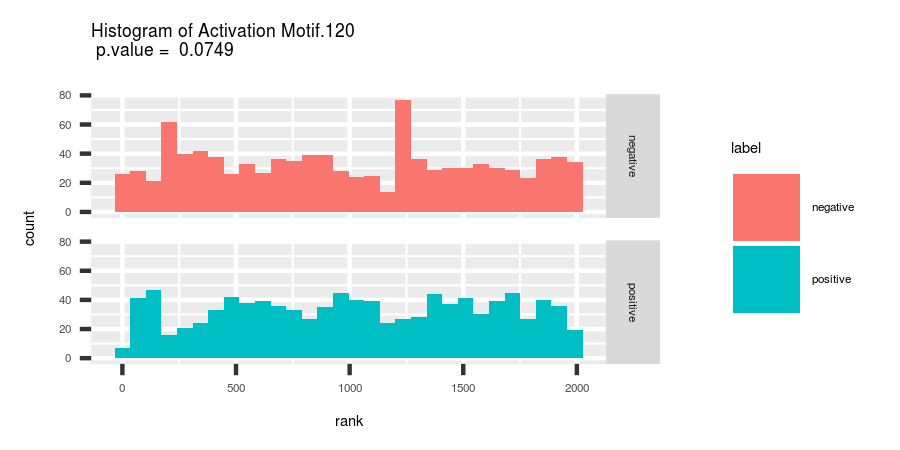 Histogram of Activation Motif.120
p.value = 0.0749
count
80
60
40
20
0
negative
80
60
40
20
0
positive
0 500 1000 1500 2000
rank
label
negative
positive